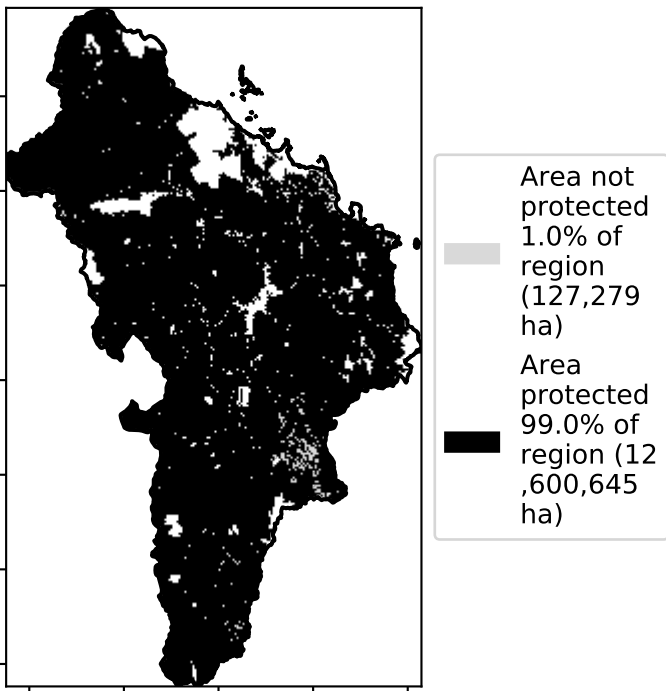 Area not
protected
1.0% of
region
(127,279
ha)
Area
protected
99.0% of
region (12
,600,645
ha)